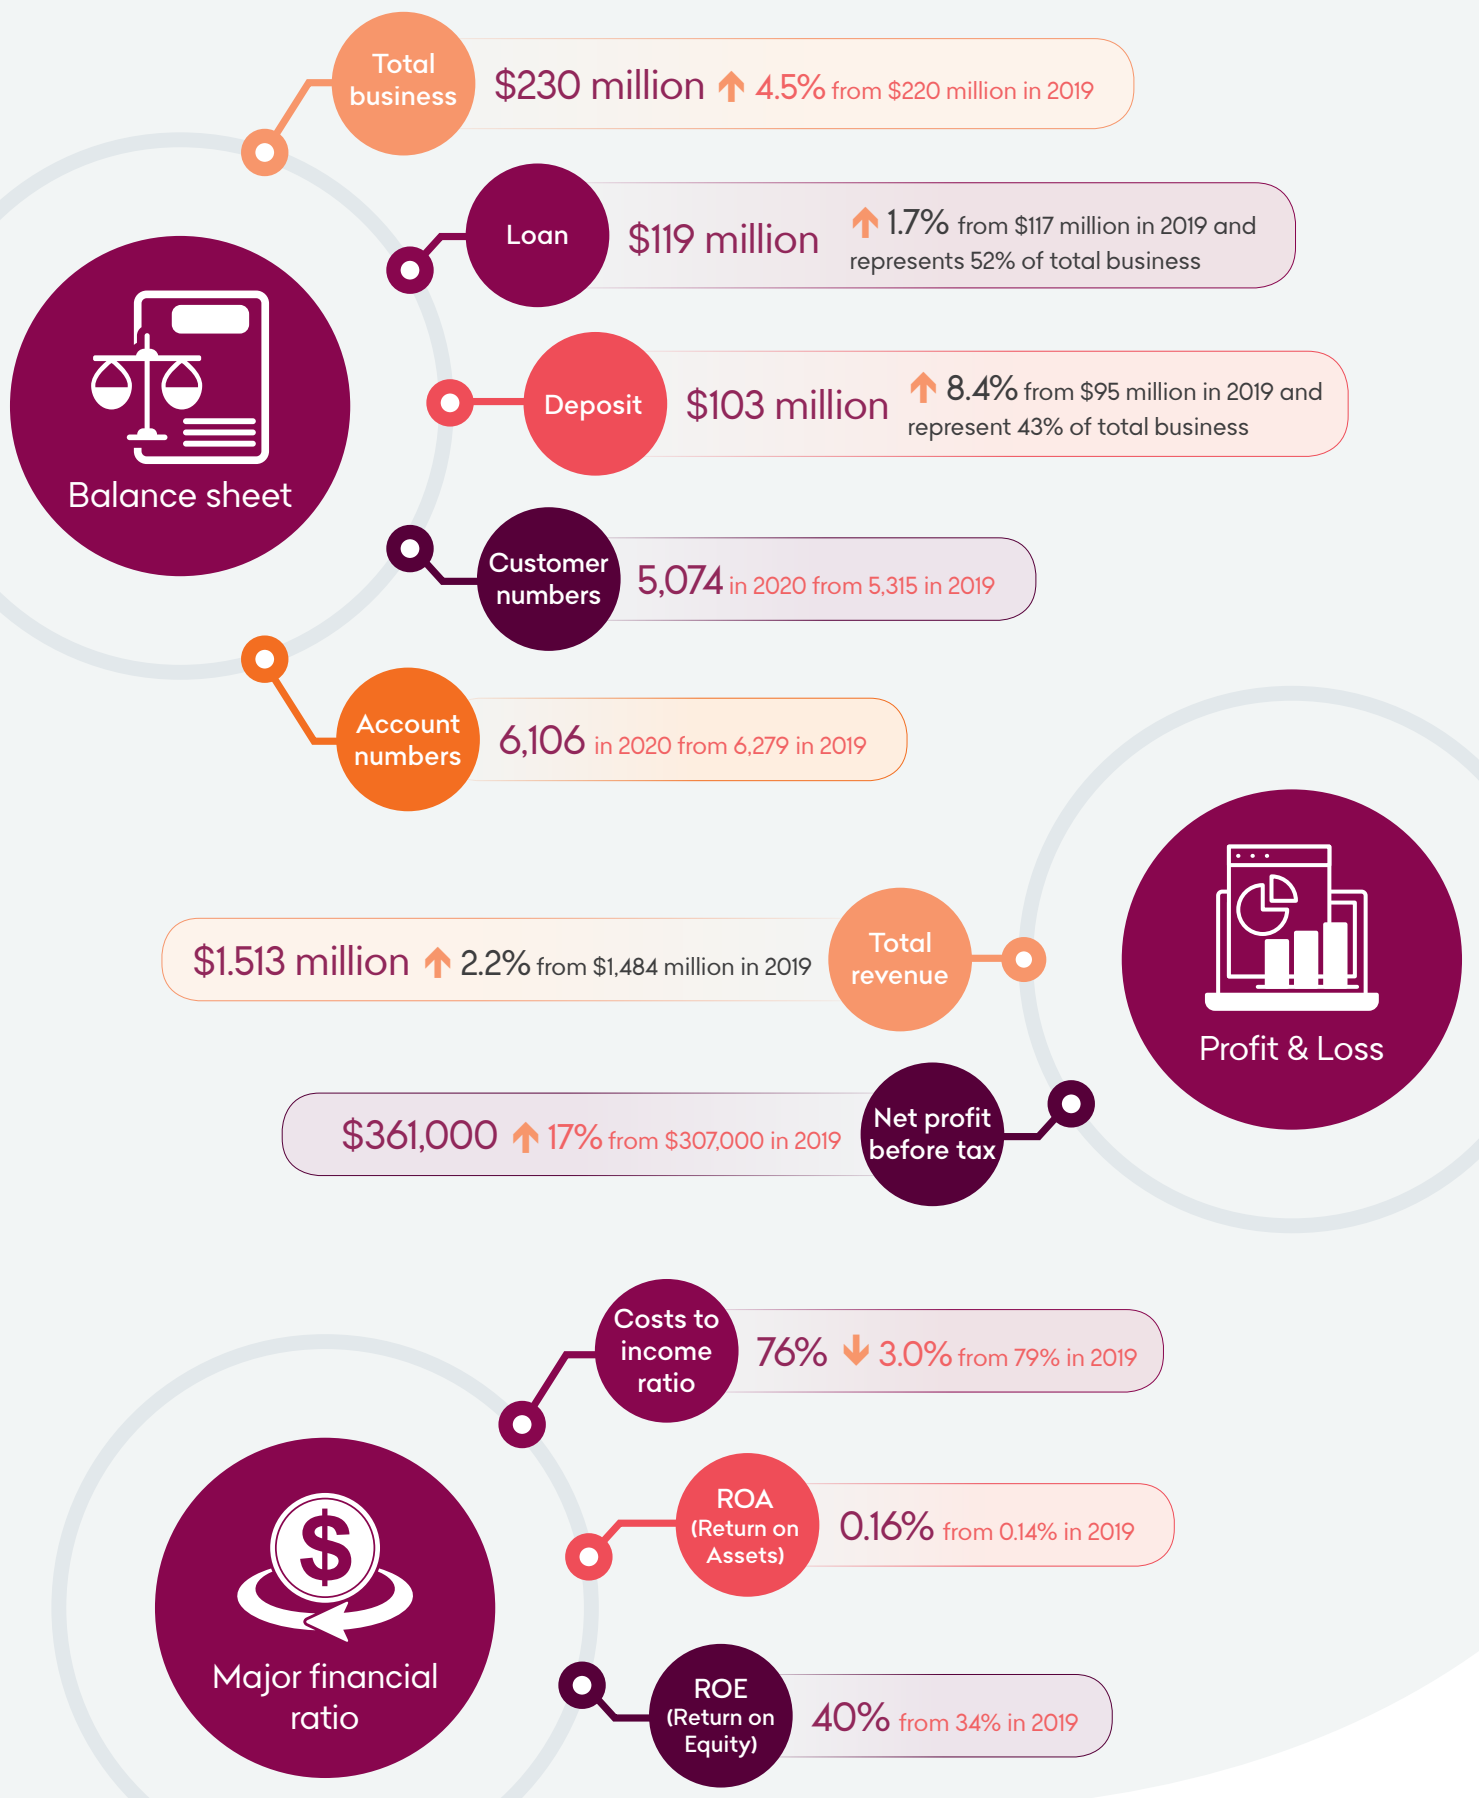 Total
business
$230 million 4.5% from $220 million in 2019
Loan
$119 million
1.7% from $117 million in 2019 and
represents 52% of total business
Deposit
$103 million
8.4% from $95 million in 2019 and
represent 43% of total business
Balance sheet
Customer
numbers
5,074 in 2020 from 5,315 in 2019
Account
numbers
6,106 in 2020 from 6,279 in 2019
$1.513 million 2.2% from $1,484 million in 2019
Total
revenue
Profit & Loss
$361,000 17% from $307,000 in 2019
Net profit
before tax
Costs to
income
ratio
76% 3.0% from 79% in 2019
ROA
(Return on
Assets)
0.16% from 0.14% in 2019
$
Major financial
ratio
ROE
(Return on
Equity)
40% from 34% in 2019